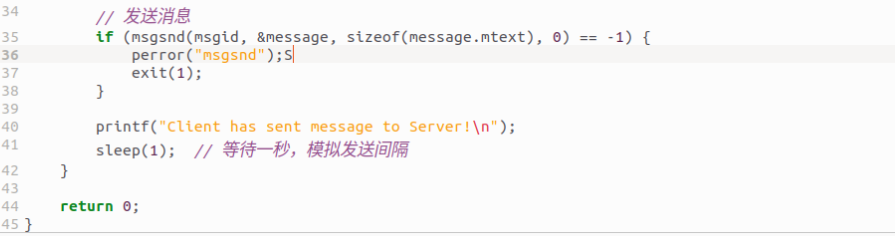 34 // 发送消息
35 if (msgsnd(msgid, &message, sizeof(message.mtext), 0) == -1) {
36 perror("msgsnd");S
37 exit(1);
38 }
39
40 printf("Client has sent message to Server!\n");
41 sleep(1); // 等待一秒，模拟发送间隔
42 }
43
44 return 0;
45 }